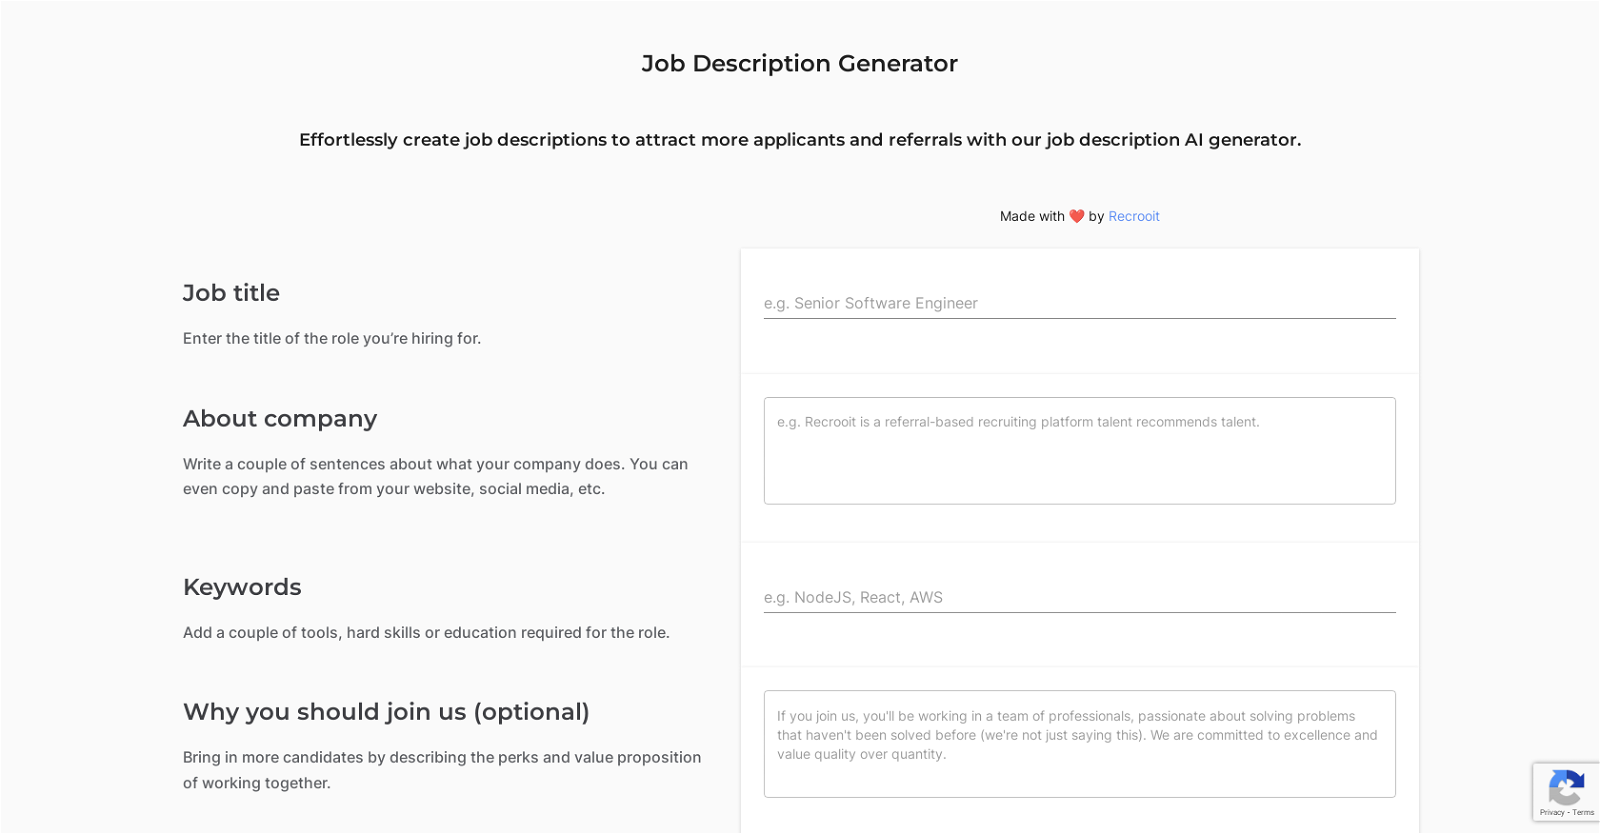 Job Description Generator
Effortlessly create job descriptions to attract more applicants and referrals with our job description AI generator.
Made with ❤️ by Recrooit
Job title
Enter the title of the role you’re hiring for.
e.g. Senior Software Engineer
About company
Write a couple of sentences about what your company does. You can
even copy and paste from your website, social media, etc.
e.g. Recrooit is a referral-based recruiting platform talent recommends talent.
Keywords
Add a couple of tools, hard skills or education required for the role.
e.g. NodeJS, React, AWS
Why you should join us (optional)
Bring in more candidates by describing the perks and value proposition
of working together.
If you join us, you'll be working in a team of professionals, passionate about solving problems
that haven't been solved before (we're not just saying this). We are committed to excellence and
value quality over quantity.
Privacy - Terms